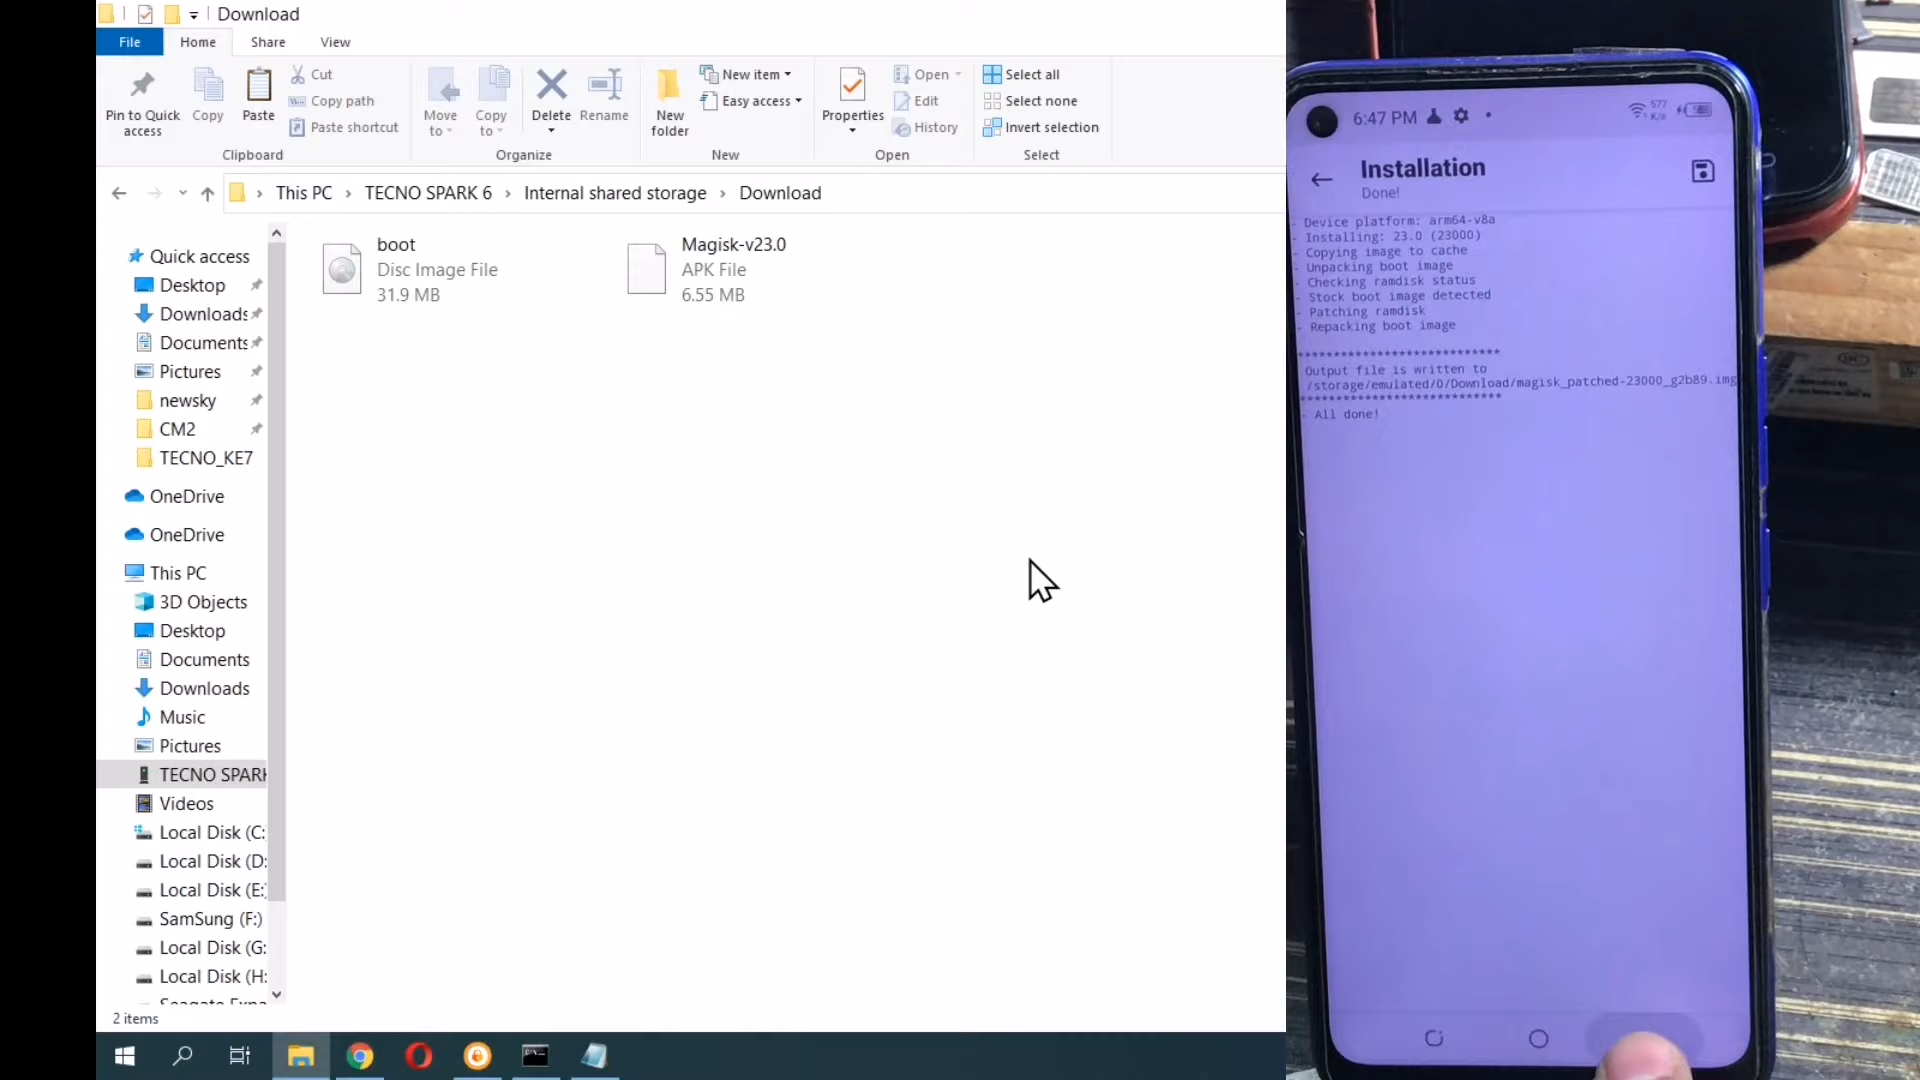 Download
File
Home
Share
View
Pin to Quick
access
Copy
Paste
Cut
Copy path
Paste shortcut
Clipboard
Move
to
Copy
to
Delete
Rename
Organize
New
folder
New item
Easy access
New
Properties
Open
Edit
History
Open
Select all
Select none
Invert selection
Select
This PC › TECNO SPARK 6 › Internal shared storage › Download
Quick access
Desktop
Downloads
Documents
Pictures
newsky
CM2
TECNO_KE7
OneDrive
OneDrive
This PC
3D Objects
Desktop
Documents
Downloads
Music
Pictures
TECNO SPARK
Videos
Local Disk (C:
Local Disk (D:
Local Disk (E:
SamSung (F:)
Local Disk (G:
Local Disk (H:
Seagate Expa
2 items
boot
Disc Image File
31.9 MB
Magisk-v23.0
APK File
6.55 MB
6:47 PM
577
K/s
Installation
Done!
- Device platform: arm64-v8a
- Installing: 23.0 (23000)
- Copying image to cache
- Unpacking boot image
- Checking ramdisk status
- Stock boot image detected
- Patching ramdisk
- Repacking boot image
****************************
Output file is written to
/storage/emulated/0/Download/magisk_patched-23000_g2b89.img
****************************
- All done!